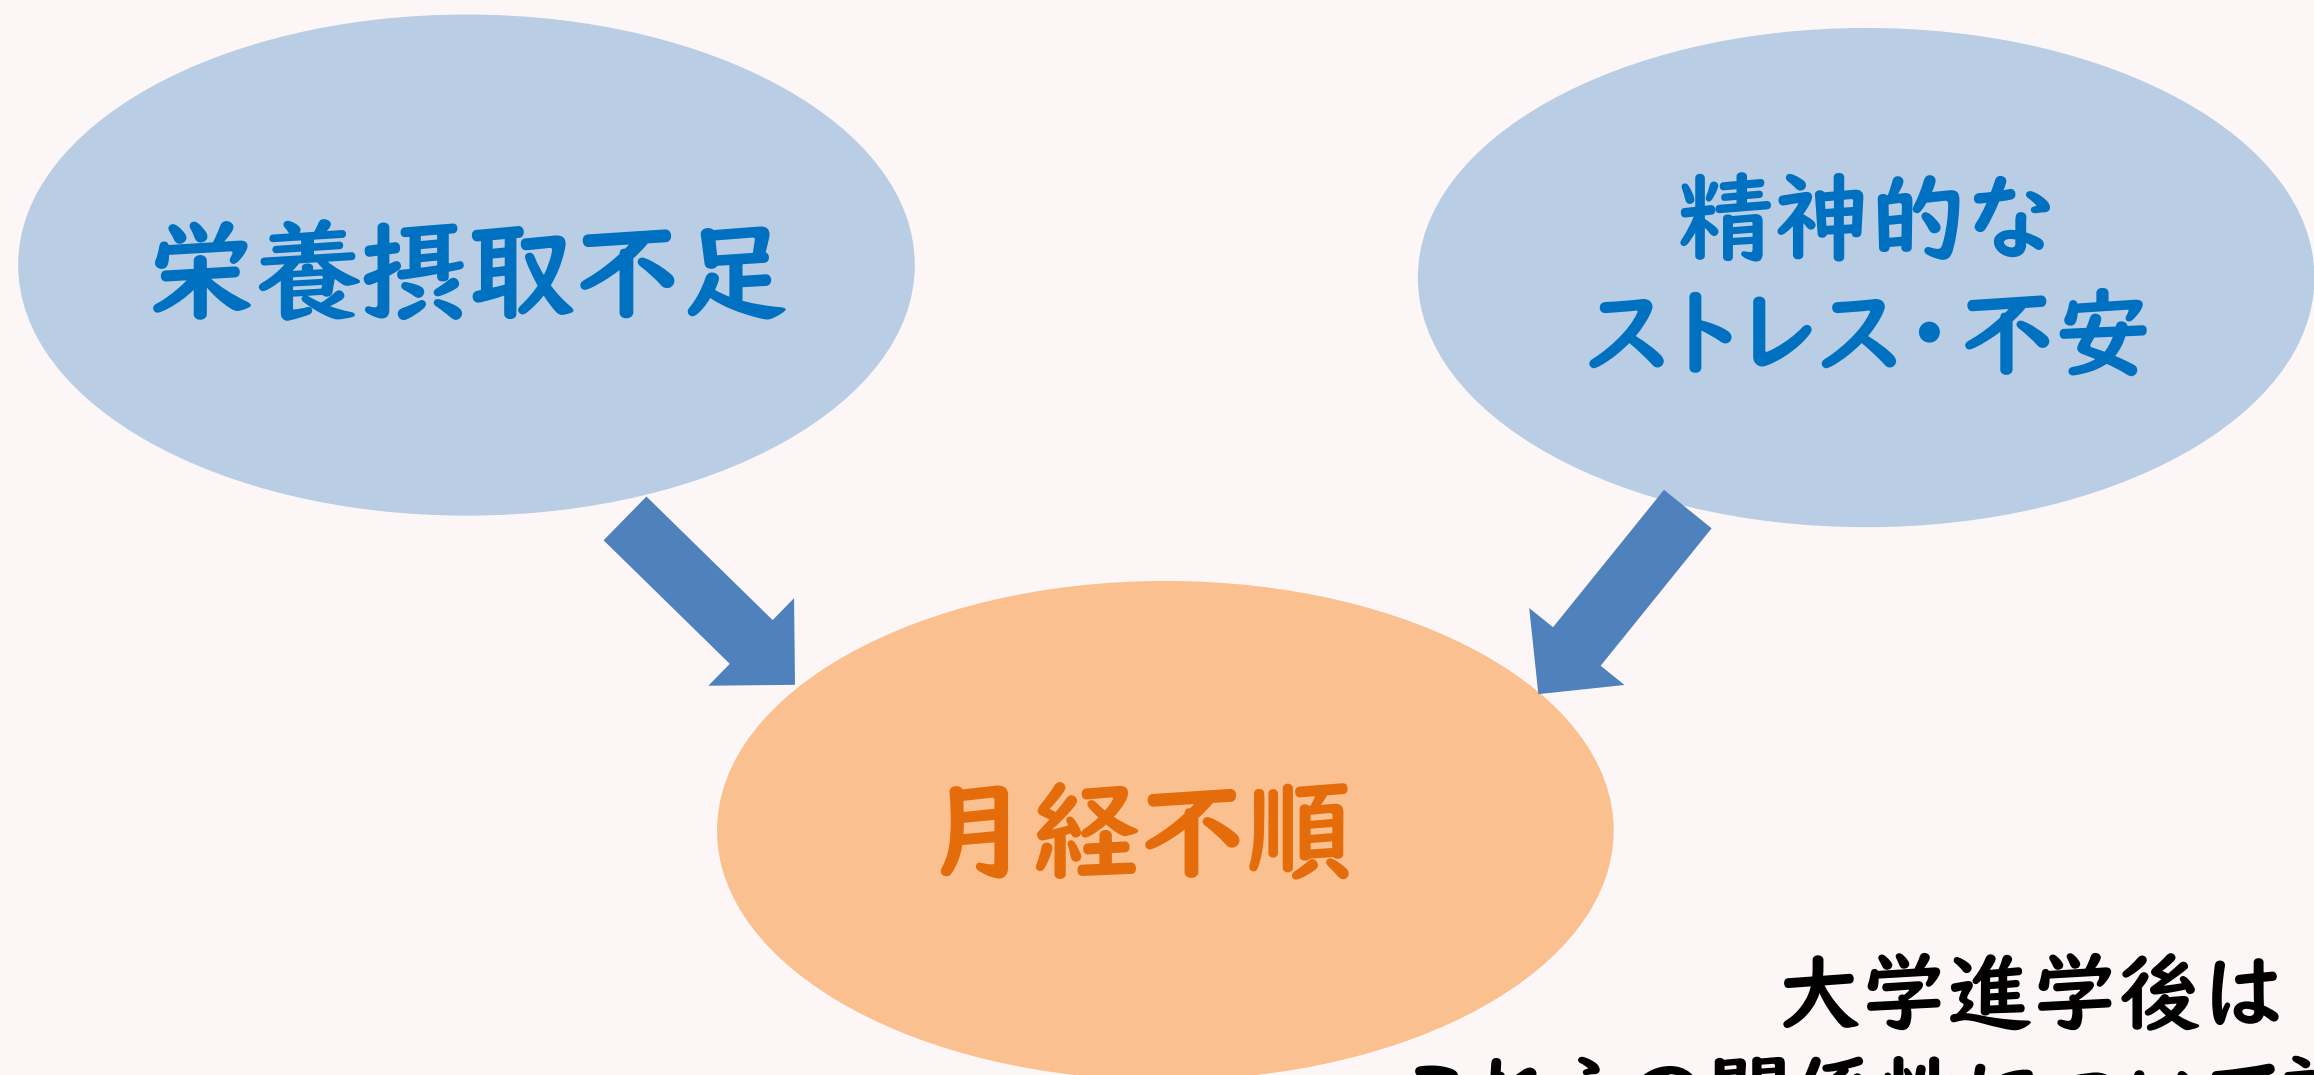 栄養摂取不足
精神的な
ストレス・不安
月経不順
大学進学後は